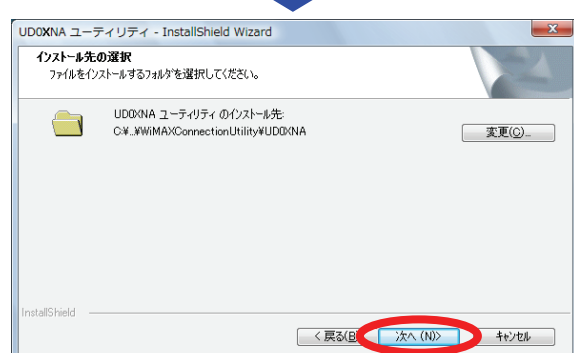 UD0XNA ユーティリティ - InstallShield Wizard
インストール先の選択
ファイルをインストールするフォルダを選択してください。
UD0XNA ユーティリティ のインストール先:
C:¥..¥WiMAXConnectionUtility¥UD0XNA
変更(C)...
InstallShield
< 戻る(B)
次へ (N)>
キャンセル